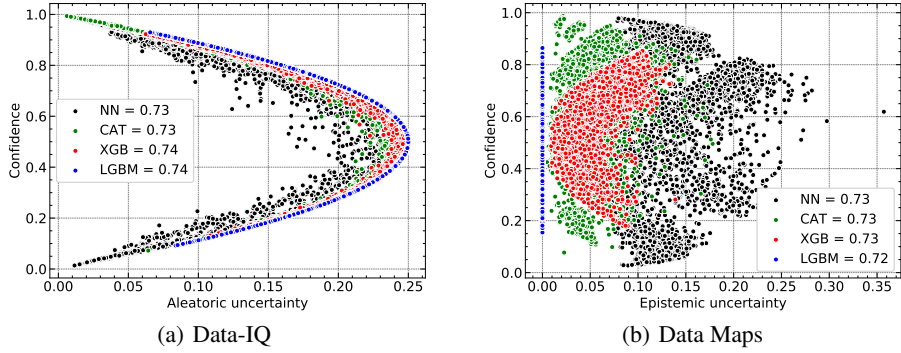 1.0
0.8
0.6
0.4
0.2
0.0
Confidence
NN = 0.73
CAT = 0.73
XGB = 0.74
LGBM = 0.74
0.00 0.05 0.10 0.15 0.20 0.25
Aleatoric uncertainty
(a) Data-IQ
1.0
0.8
0.6
0.4
0.2
0.0
Confidence
NN = 0.73
CAT = 0.73
XGB = 0.73
LGBM = 0.72
0.00 0.05 0.10 0.15 0.20 0.25 0.30 0.35
Epistemic uncertainty
(b) Data Maps